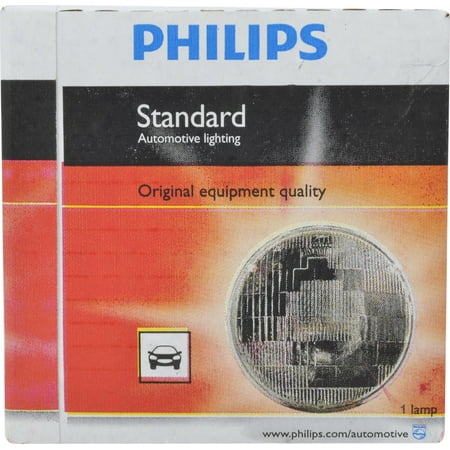 PHILIPS
Standard
Automotive lighting
Original equipment quality
1 lamp
www.philips.com/automotive